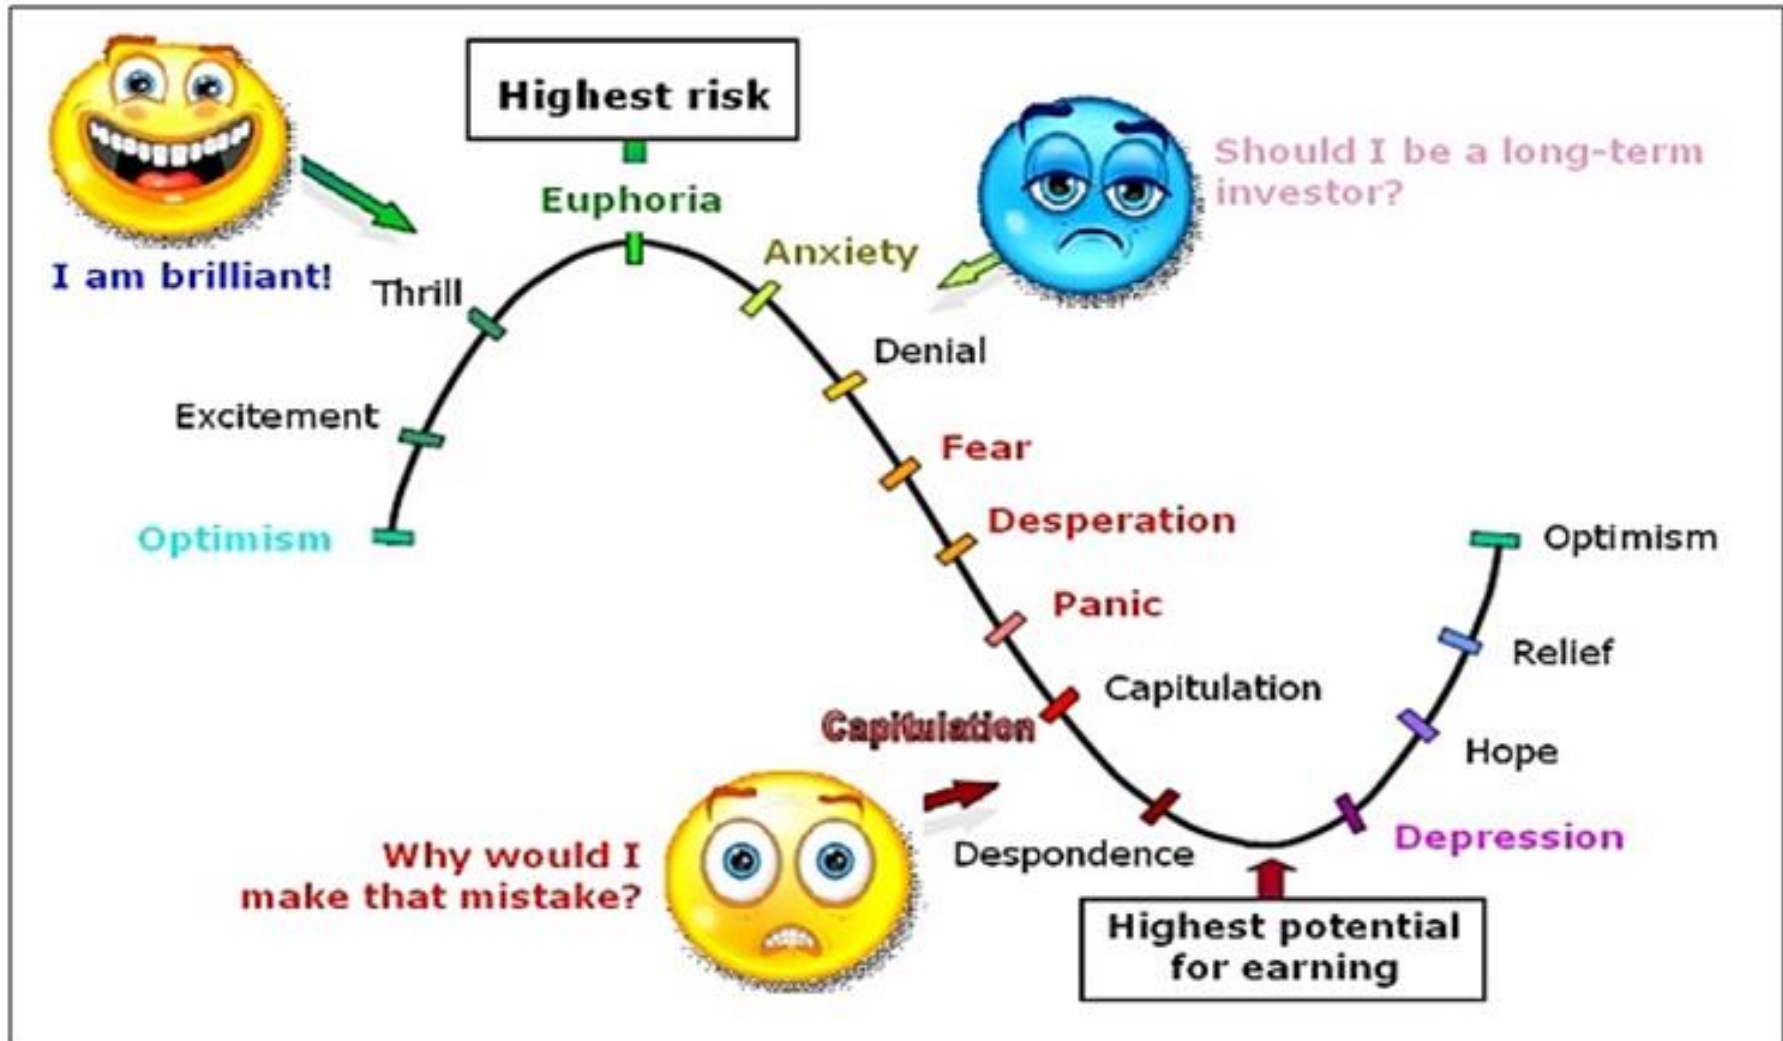 Highest risk
Should I be a long-term
investor?
Euphoria
Anxiety
I am brilliant!
Thrill
Denial
Excitement
Fear
Desperation
Optimism
Optimism
Panic
Relief
Capitulation
Capitulation
Hope
Depression
Why would I
make that mistake?
Despondence
Highest potential
for earning